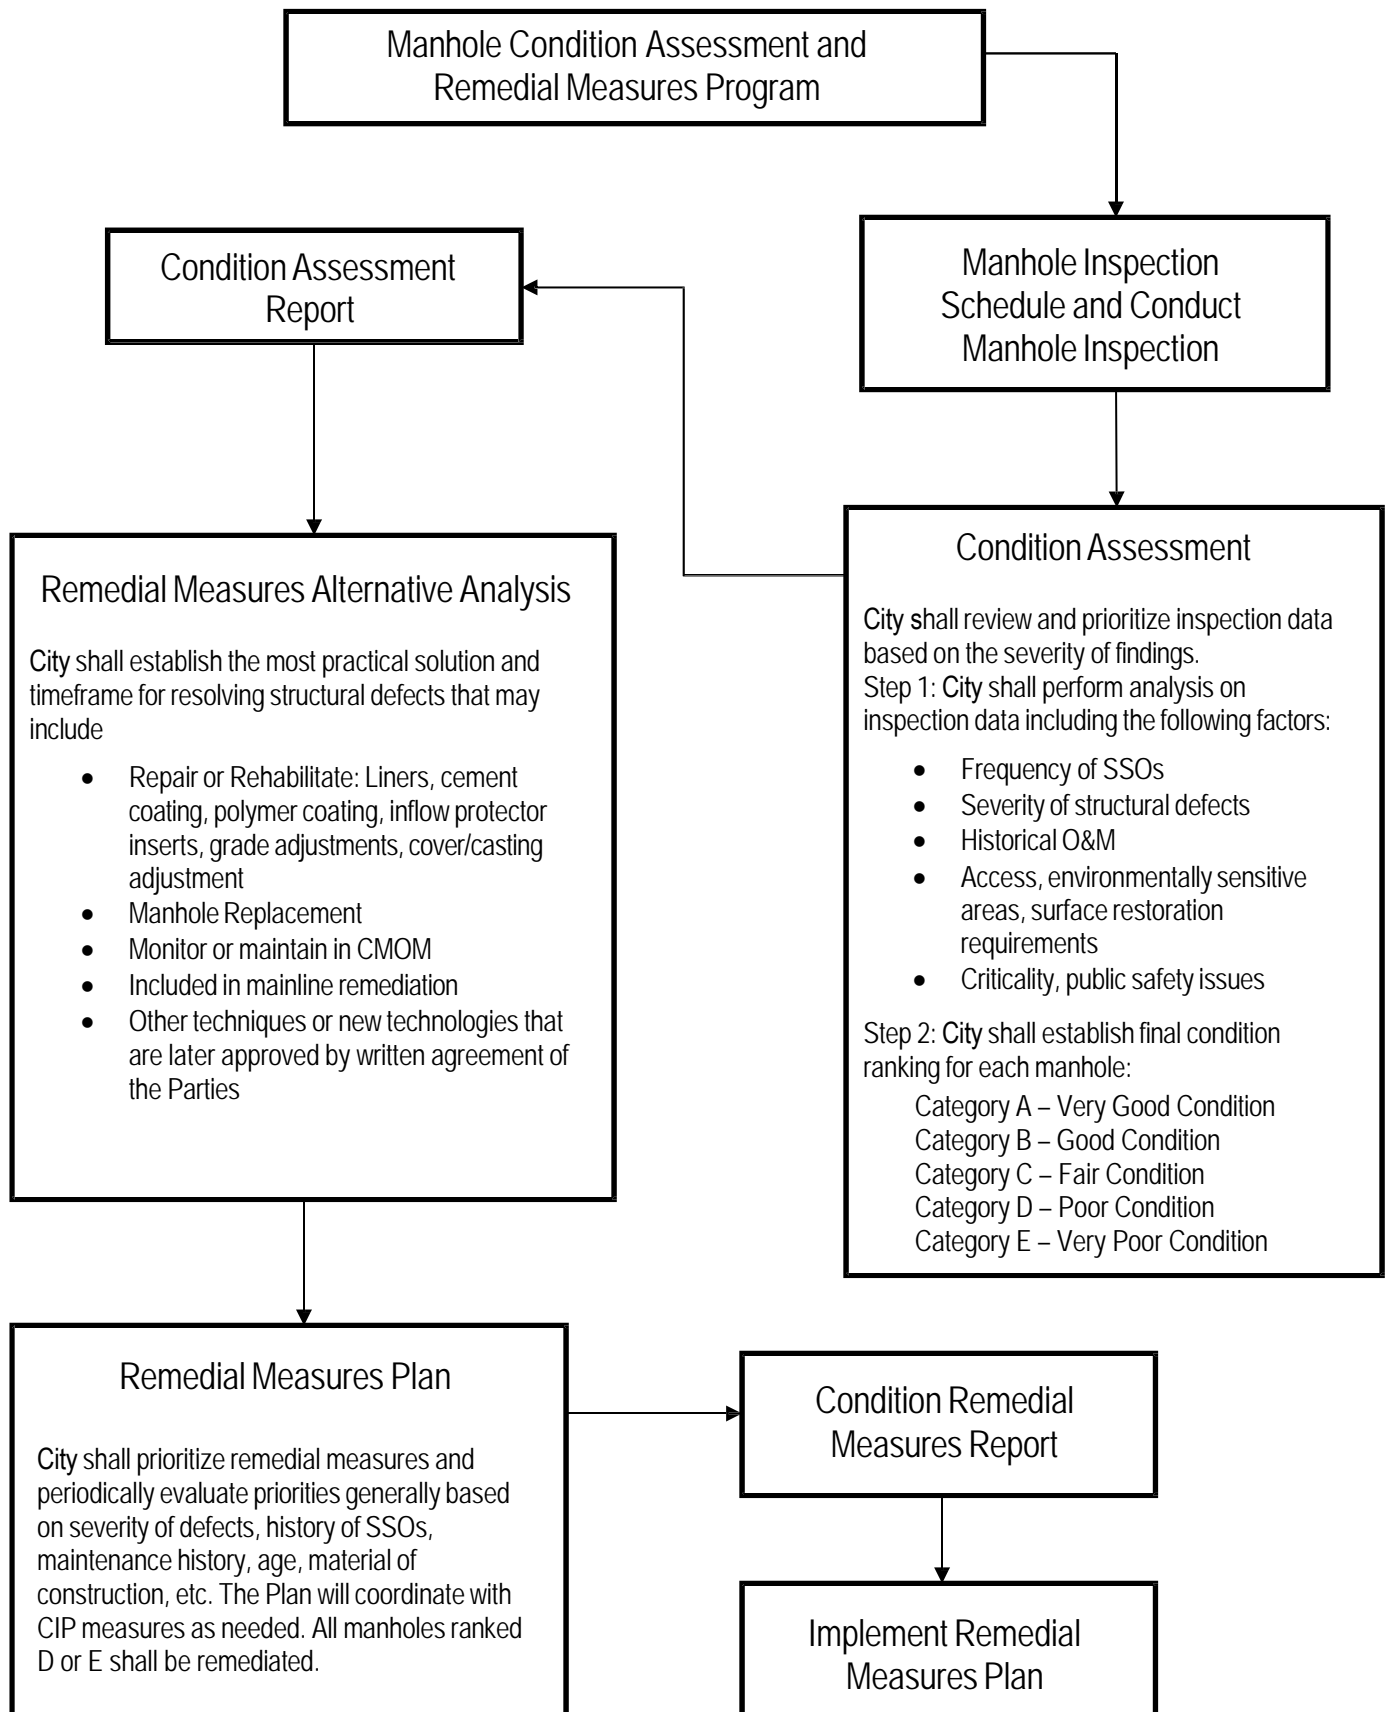 Manhole Condition Assessment and
Remedial Measures Program
Manhole Inspection
Schedule and Conduct
Manhole Inspection
Condition Assessment
Report
Condition Assessment
City shall review and prioritize inspection data
based on the severity of findings.
Step 1: City shall perform analysis on
inspection data including the following factors:
• Frequency of SSOs
• Severity of structural defects
• Historical O&M
• Access, environmentally sensitive
areas, surface restoration
requirements
• Criticality, public safety issues
Step 2: City shall establish final condition
ranking for each manhole:
Category A – Very Good Condition
Category B – Good Condition
Category C – Fair Condition
Category D – Poor Condition
Category E – Very Poor Condition
Remedial Measures Alternative Analysis
City shall establish the most practical solution and
timeframe for resolving structural defects that may
include
• Repair or Rehabilitate: Liners, cement
coating, polymer coating, inflow protector
inserts, grade adjustments, cover/casting
adjustment
• Manhole Replacement
• Monitor or maintain in CMOM
• Included in mainline remediation
• Other techniques or new technologies that
are later approved by written agreement of
the Parties
Remedial Measures Plan
City shall prioritize remedial measures and
periodically evaluate priorities generally based
on severity of defects, history of SSOs,
maintenance history, age, material of
construction, etc. The Plan will coordinate with
CIP measures as needed. All manholes ranked
D or E shall be remediated.
Condition Remedial
Measures Report
Implement Remedial
Measures Plan